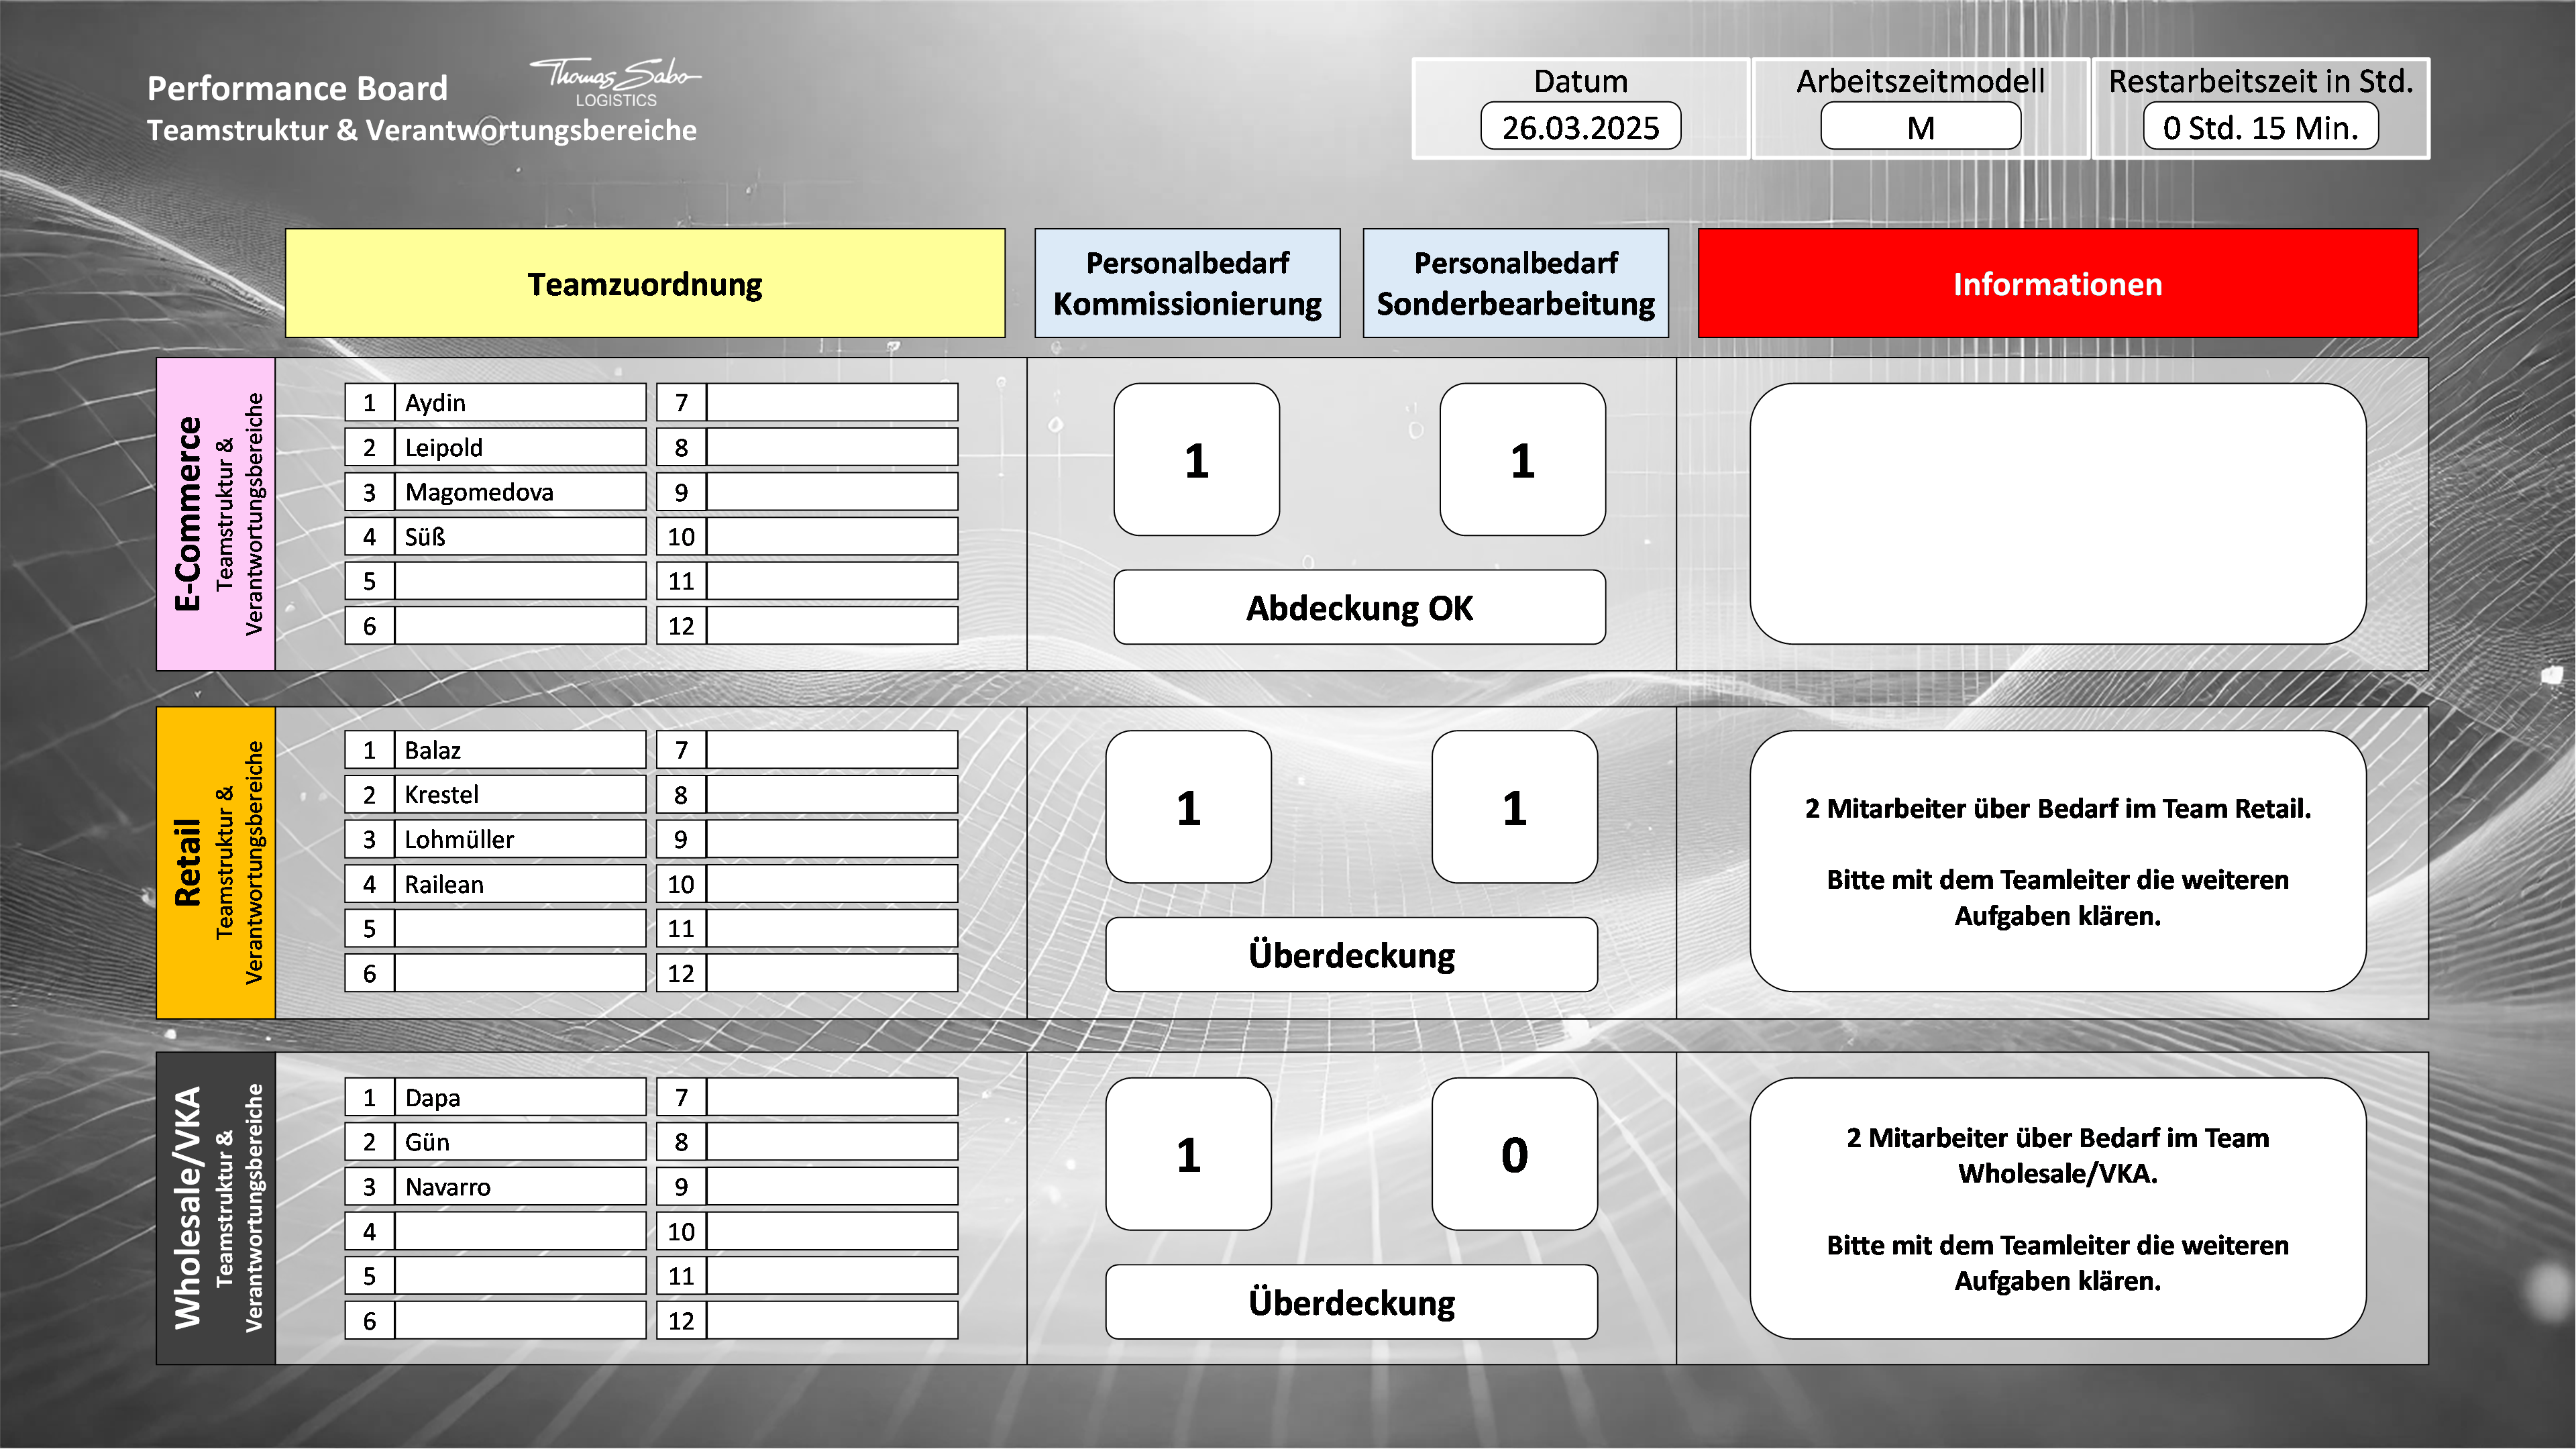 Performance Board
Thomas Sabo
LOGISTICS
Teamstruktur & Verantwortungsbereiche
Datum
26.03.2025
Arbeitszeitmodell
M
Restarbeitszeit in Std.
0 Std. 15 Min.
Teamzuordnung
Personalbedarf
Kommissionierung
Personalbedarf
Sonderbearbeitung
Informationen
E-Commerce
Teamstruktur &
Verantwortungsbereiche
1 Aydin
2 Leipold
3 Magomedova
4 Süß
5
6
7
8
9
10
11
12
1
1
Abdeckung OK
Retail
Teamstruktur &
Verantwortungsbereiche
1 Balaz
2 Krestel
3 Lohmüller
4 Railean
5
6
7
8
9
10
11
12
1
1
Überdeckung
2 Mitarbeiter über Bedarf im Team Retail.
Bitte mit dem Teamleiter die weiteren
Aufgaben klären.
Wholesale/VKA
Teamstruktur &
Verantwortungsbereiche
1 Dapa
2 Gün
3 Navarro
4
5
6
7
8
9
10
11
12
1
0
Überdeckung
2 Mitarbeiter über Bedarf im Team
Wholesale/VKA.
Bitte mit dem Teamleiter die weiteren
Aufgaben klären.